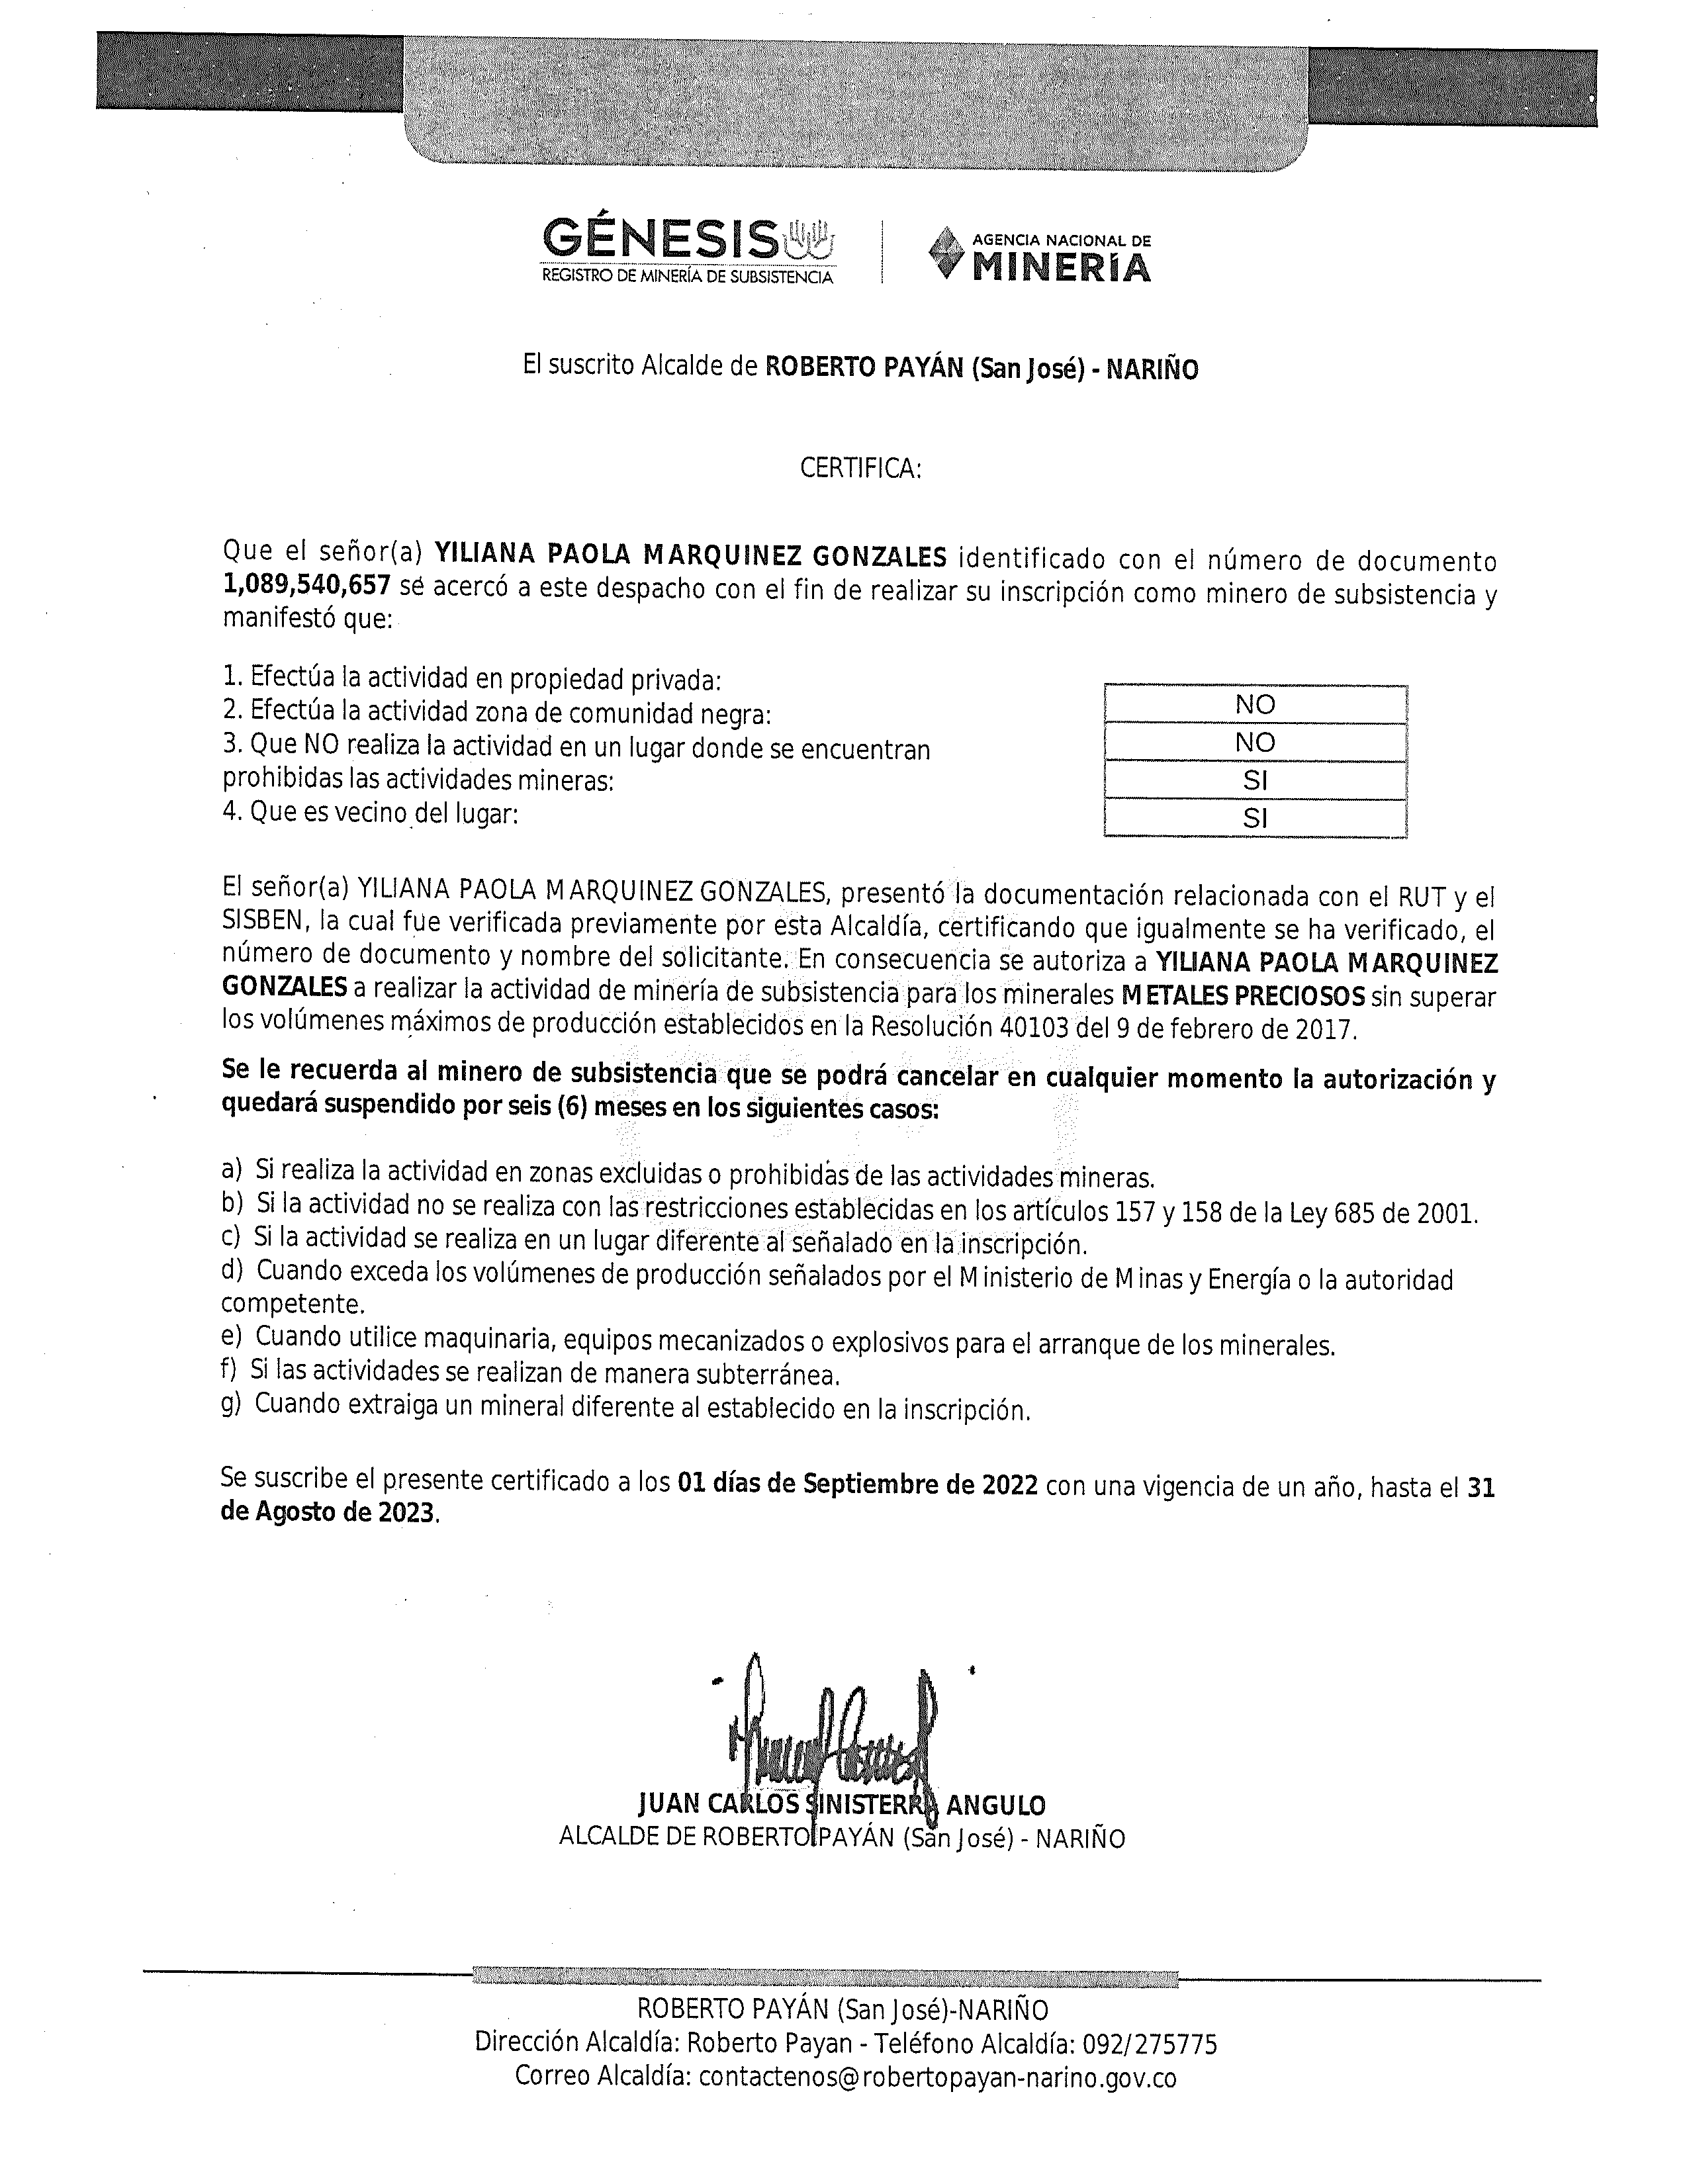 GÉNESIS
REGISTRO DE MINERÍA DE SUBSISTENCIA
AGENCIA NACIONAL DE
MINERÍA
El suscrito Alcalde de ROBERTO PAYÁN (San José) - NARIÑO
CERTIFICA:
Que el señor(a) YILIANA PAOLA MARQUINEZ GONZALES identificado con el número de documento
1,089,540,657 se acercó a este despacho con el fin de realizar su inscripción como minero de subsistencia y
manifestó que:
1. Efectúa la actividad en propiedad privada:
2. Efectúa la actividad zona de comunidad negra:
3. Que NO realiza la actividad en un lugar donde se encuentran
prohibidas las actividades mineras:
4. Que es vecino del lugar:
NO
NO
SI
SI
El señor(a) YILIANA PAOLA MARQUINEZ GONZALES, presentó la documentación relacionada con el RUT y el
SISBEN, la cual fue verificada previamente por esta Alcaldía, certificando que igualmente se ha verificado, el
número de documento y nombre del solicitante. En consecuencia se autoriza a YILIANA PAOLA MARQUINEZ
GONZALES a realizar la actividad de minería de subsistencia para los minerales METALES PRECIOSOS sin superar
los volúmenes máximos de producción establecidos en la Resolución 40103 del 9 de febrero de 2017.
Se le recuerda al minero de subsistencia que se podrá cancelar en cualquier momento la autorización y
quedará suspendido por seis (6) meses en los siguientes casos:
a) Si realiza la actividad en zonas excluidas o prohibidas de las actividades mineras.
b) Si la actividad no se realiza con las restricciones establecidas en los artículos 157 y 158 de la Ley 685 de 2001.
c) Si la actividad se realiza en un lugar diferente al señalado en la inscripción.
d) Cuando exceda los volúmenes de producción señalados por el Ministerio de Minas y Energía o la autoridad
competente.
e) Cuando utilice maquinaria, equipos mecanizados o explosivos para el arranque de los minerales.
f) Si las actividades se realizan de manera subterránea.
g) Cuando extraiga un mineral diferente al establecido en la inscripción.
Se suscribe el presente certificado a los 01 días de Septiembre de 2022 con una vigencia de un año, hasta el 31
de Agosto de 2023.
JUAN CARLOS SINISTERRA ANGULO
ALCALDE DE ROBERTO PAYÁN (San José) - NARIÑO
ROBERTO PAYÁN (San José)-NARIÑO
Dirección Alcaldía: Roberto Payan - Teléfono Alcaldía: 092/275775
Correo Alcaldía: contactenos@robertopayan-narino.gov.co